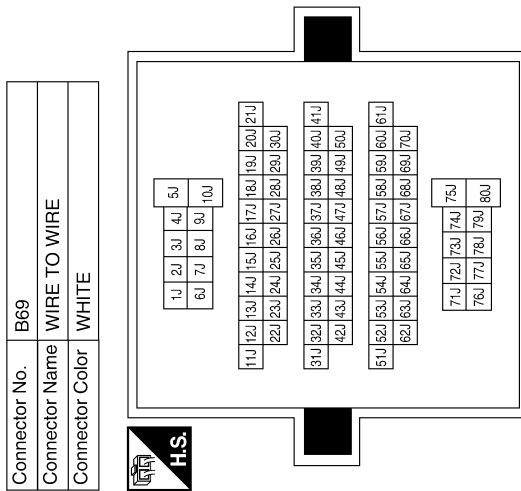 Connector No. B69
Connector Name WIRE TO WIRE
Connector Color WHITE
H.S.
1J 2J 3J 4J 5J
6J 7J 8J 9J 10J
11J 12J 13J 14J 15J 16J 17J 18J 19J 20J 21J
22J 23J 24J 25J 26J 27J 28J 29J 30J
31J 32J 33J 34J 35J 36J 37J 38J 39J 40J 41J
42J 43J 44J 45J 46J 47J 48J 49J 50J
51J 52J 53J 54J 55J 56J 57J 58J 59J 60J 61J
62J 63J 64J 65J 66J 67J 68J 69J 70J
71J 72J 73J 74J 75J
76J 77J 78J 79J 80J